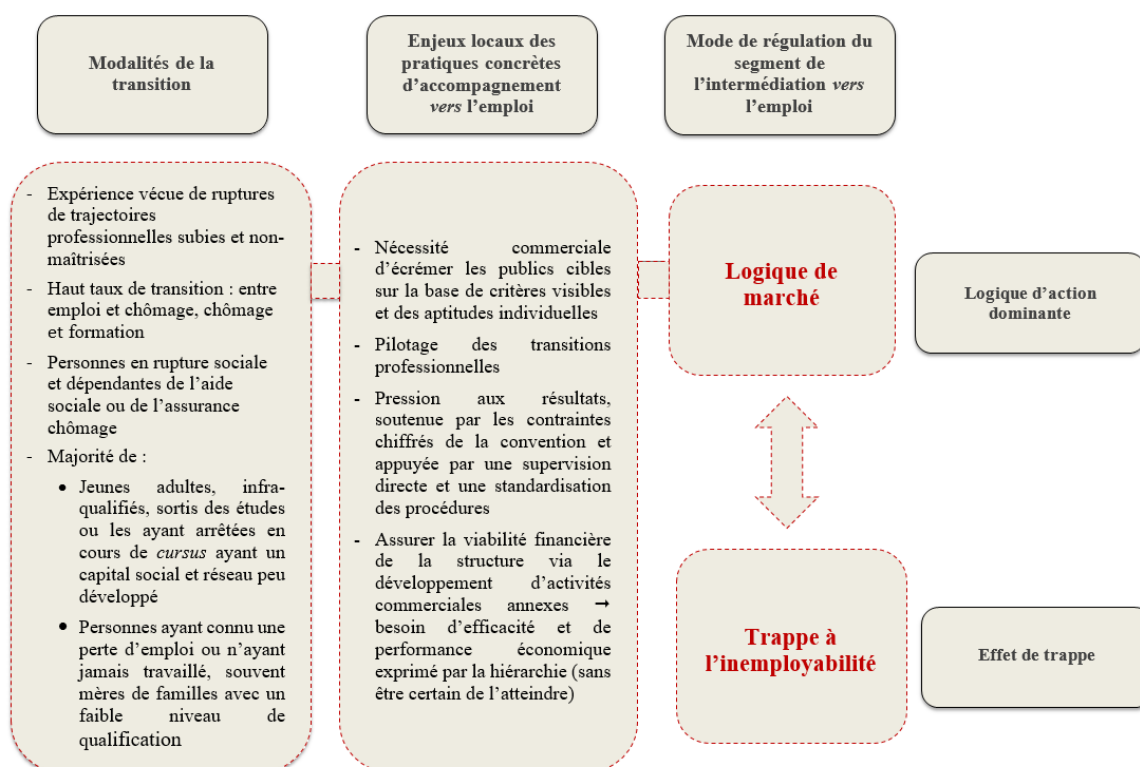 Modalités de la
transition
Enjeux locaux des
pratiques concrètes
d'accompagnement
vers l'emploi
Mode de régulation du
segment de
l'intermédiation vers
l'emploi
- Expérience vécue de ruptures
de trajectoires
professionnelles subies et non-
maîtrisées
- Haut taux de transition : entre
emploi et chômage, chômage
et formation
- Personnes en rupture sociale
et dépendantes de l'aide
sociale ou de l'assurance
chômage
- Majorité de :
• Jeunes adultes, infra-
qualifiés, sortis des études
ou les ayant arrêtées en
cours de cursus ayant un
capital social et réseau peu
développé
• Personnes ayant connu une
perte d'emploi ou n'ayant
jamais travaillé, souvent
mères de familles avec un
faible niveau de
qualification
- Nécessité commerciale
d'écrémer les publics cibles
sur la base de critères visibles
et des aptitudes individuelles
- Pilotage des transitions
professionnelles
- Pression aux résultats,
soutenue par les contraintes
chiffrés de la convention et
appuyée par une supervision
directe et une standardisation
des procédures
- Assurer la viabilité financière
de la structure via le
développement d'activités
commerciales annexes →
besoin d'efficacité et de
performance économique
exprimé par la hiérarchie (sans
être certain de l'atteindre)
Logique de
marché
Logique d'action
dominante
Trappe à
l'inemployabilité
Effet de trappe